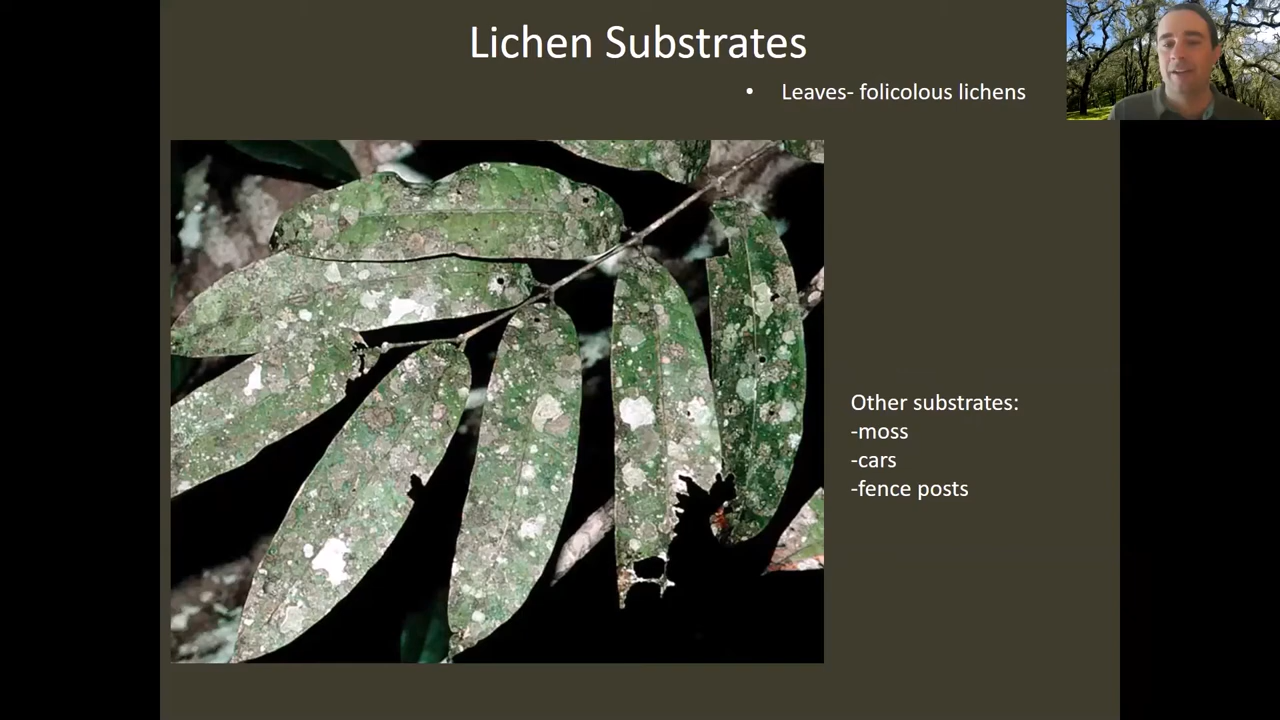 Lichen Substrates
• Leaves- folicolous lichens
Other substrates:
-moss
-cars
-fence posts